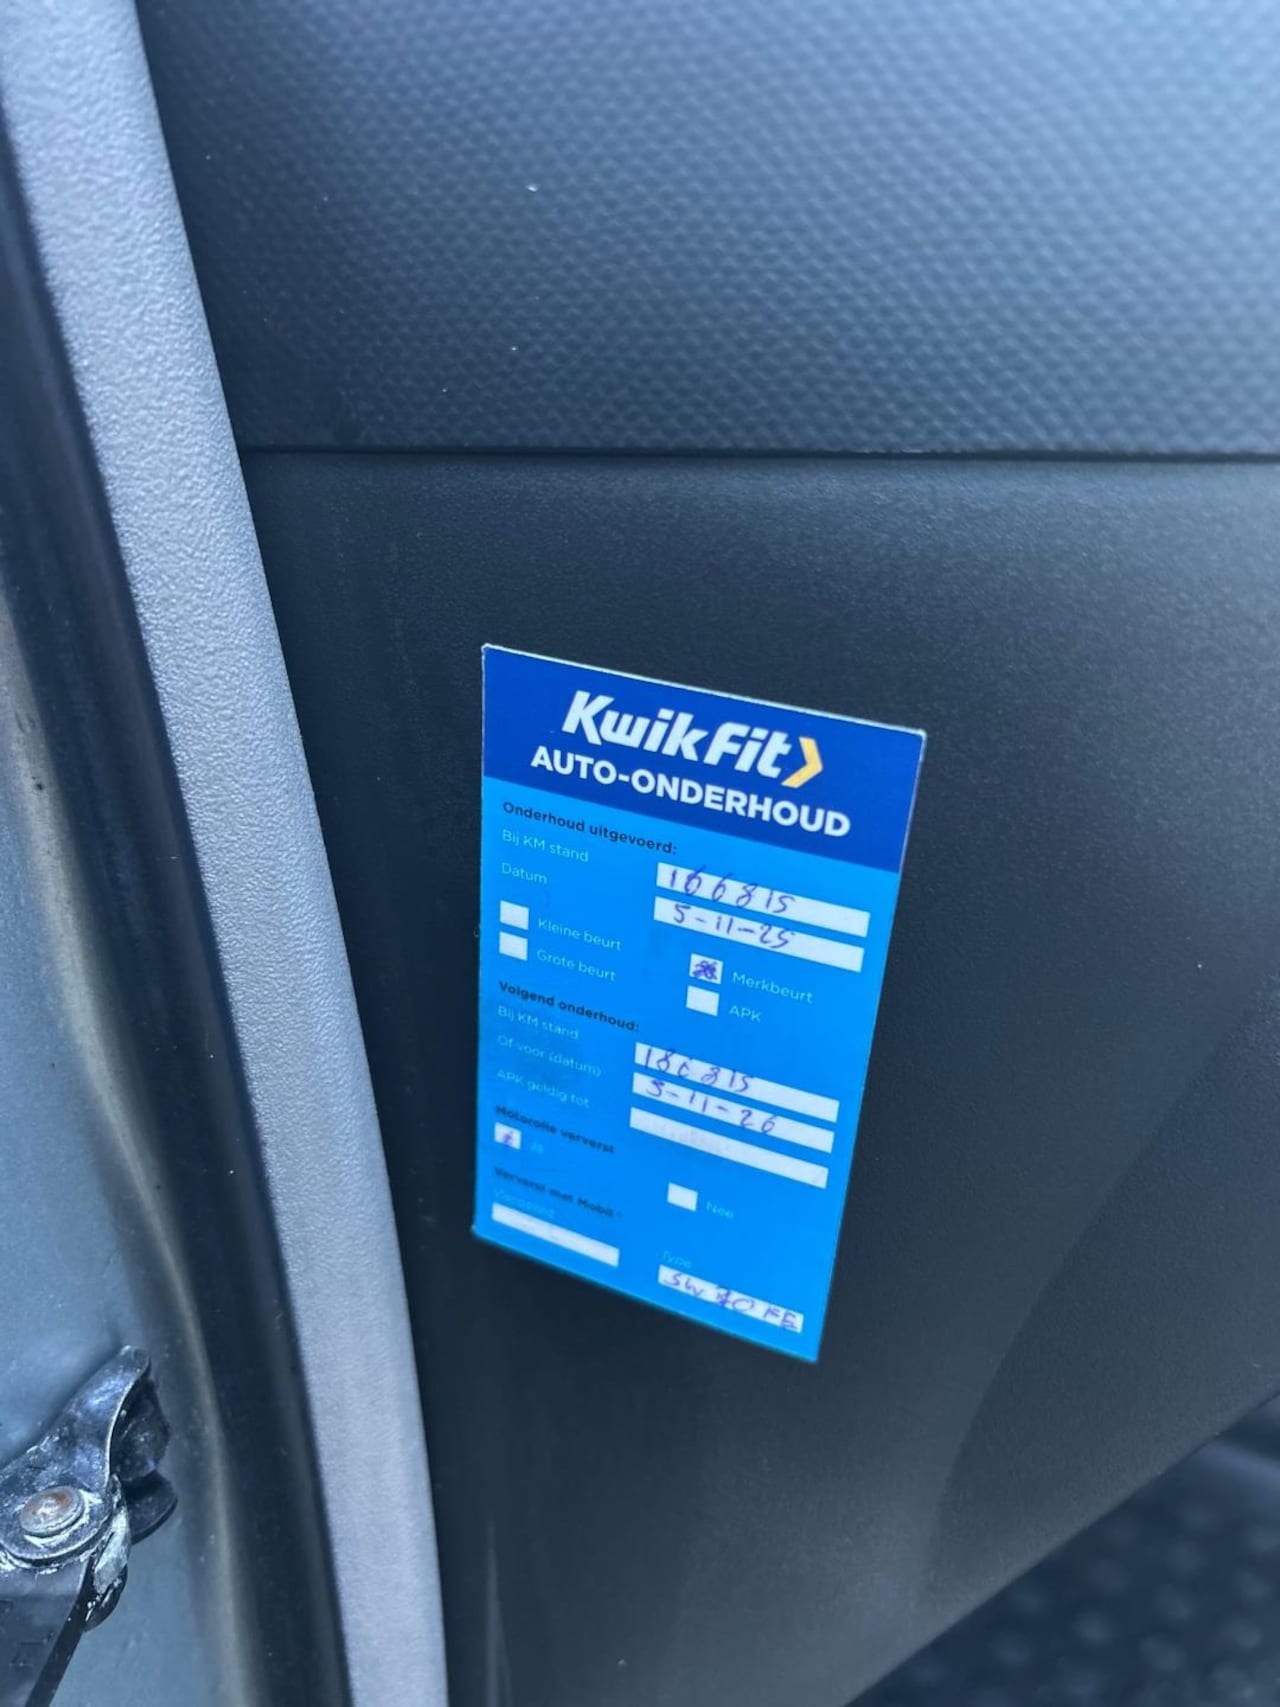 KwikFit
AUTO-ONDERHOUD
Onderhoud uitgevoerd:
Bij KM stand 166815
Datum 5-11-25
Kleine beurt Merkbeurt
Grote beurt APK
Volgend onderhoud:
Bij KM stand 186815
Of voor (datum) 5-11-26
APK geldig tot
Motorolie ververst
Ja Nee
Ververst met Mobil
Type
5W